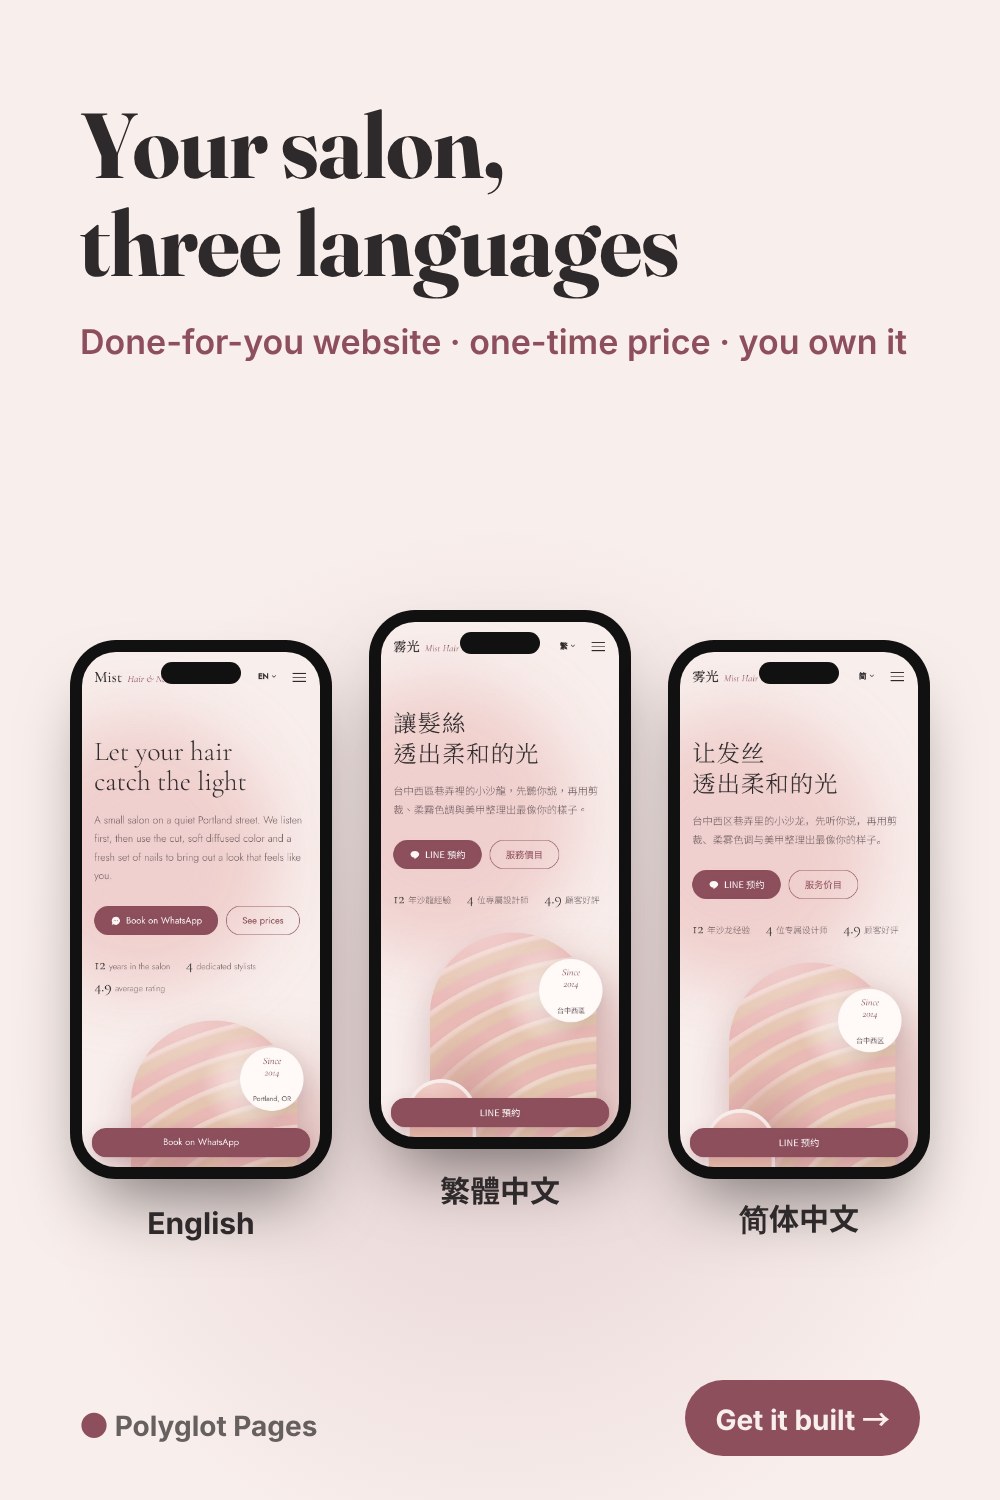 Your salon,
three languages
Done-for-you website · one-time price · you own it
Mist Hair &
EN
Let your hair
catch the light
A small salon on a quiet Portland street. We listen
first, then use the cut, soft diffused color and a
fresh set of nails to bring out a look that feels like
you.
Book on WhatsApp
See prices
12 years in the salon 4 dedicated stylists
4.9 average rating
Since
2014
Portland, OR
Book on WhatsApp
English
霧光 Mist Hair
繁
讓髮絲
透出柔和的光
台中西區巷弄裡的小沙龍，先聽你說，再用剪
裁、柔霧色調與美甲整理出最像你的樣子。
LINE 預約
服務價目
12 年沙龍經驗 4 位專屬設計師 4.9 顧客好評
Since
2014
台中西區
LINE 預約
繁體中文
雾光 Mist Hair
简
让发丝
透出柔和的光
台中西区巷弄里的小沙龙，先听你说，再用剪
裁、柔雾色调与美甲整理出最像你的样子。
LINE 预约
服务价目
12 年沙龙经验 4 位专属设计师 4.9 顾客好评
Since
2014
台中西区
LINE 预约
简体中文
Polyglot Pages
Get it built →